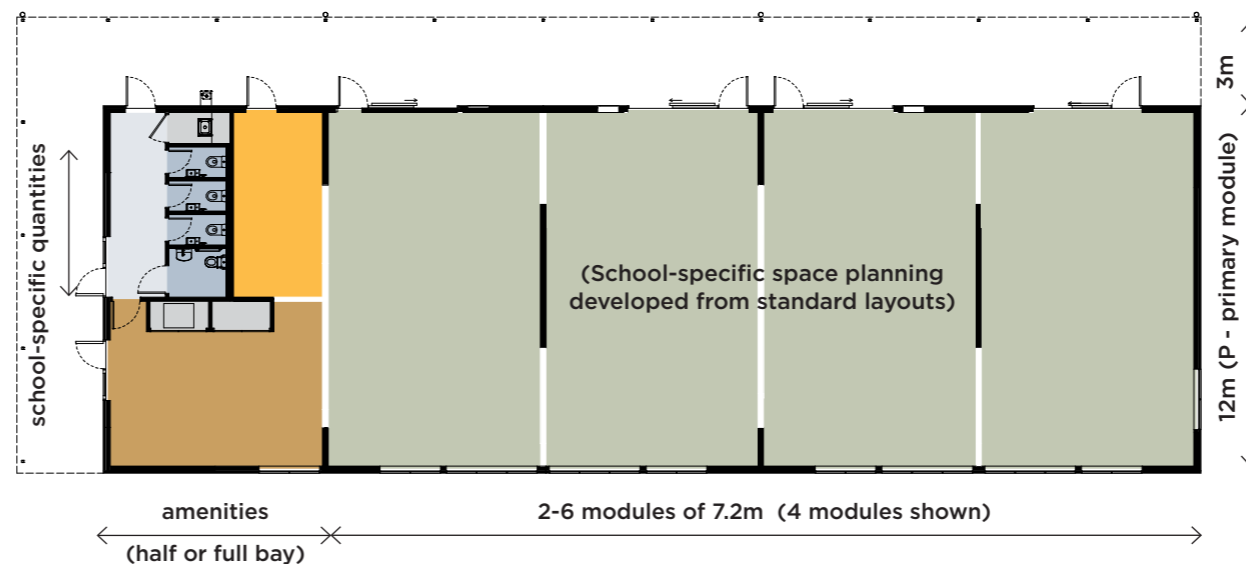 3m
school-specific quantities
12m (P - primary module)
(School-specific space planning
developed from standard layouts)
amenities
(half or full bay)
2-6 modules of 7.2m (4 modules shown)